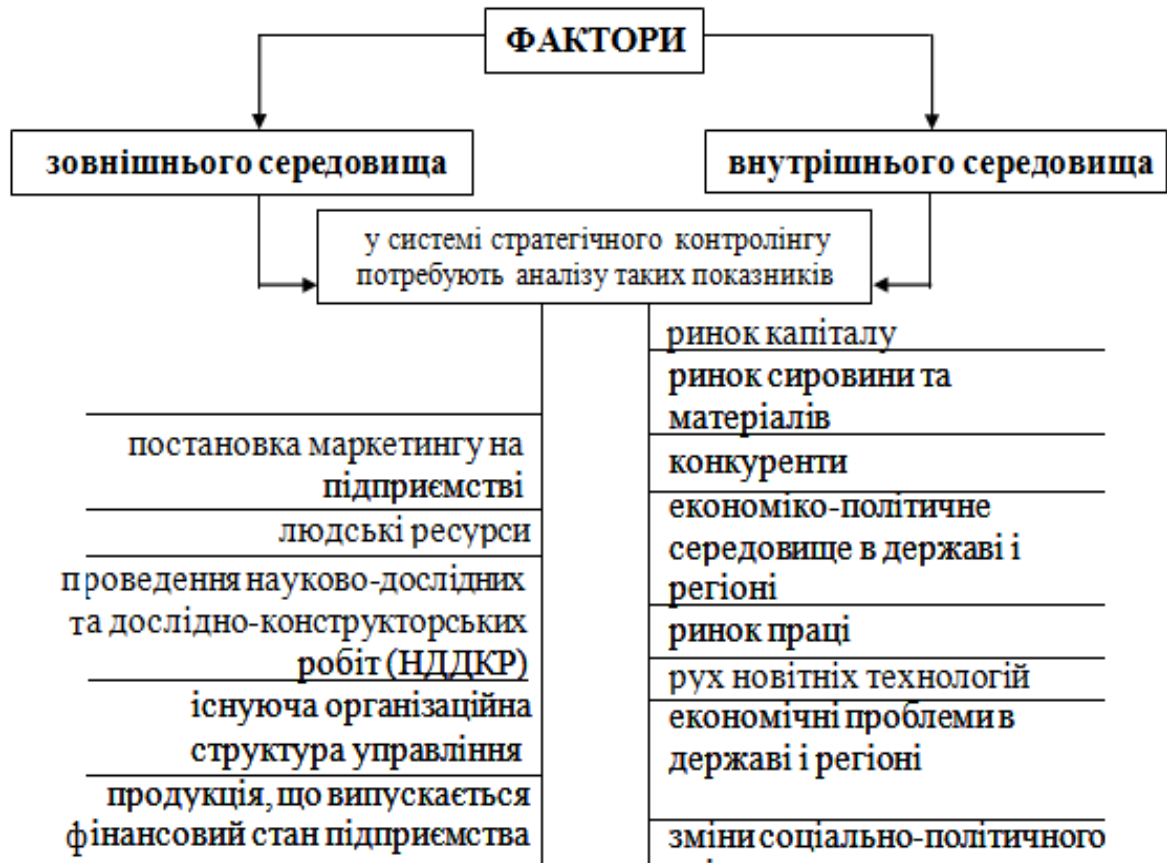 ФАКТОРИ
зовнішнього середовища
внутрішнього середовища
у системі стратегічного контролінгу
потребують аналізу таких показників
постановка маркетингу на
підприємстві
людські ресурси
проведення науково-дослідних
та дослідно-конструкторських
робіт (НДДКР)
існуюча організаційна
структура управління
продукція, що випускається
фінансовий стан підприємства
ринок капіталу
ринок сировини та
матеріалів
конкуренти
економіко-політичне
середовище в державі і
регіоні
ринок праці
рух новітніх технологій
економічні проблеми в
державі і регіоні
зміни соціально-політичного